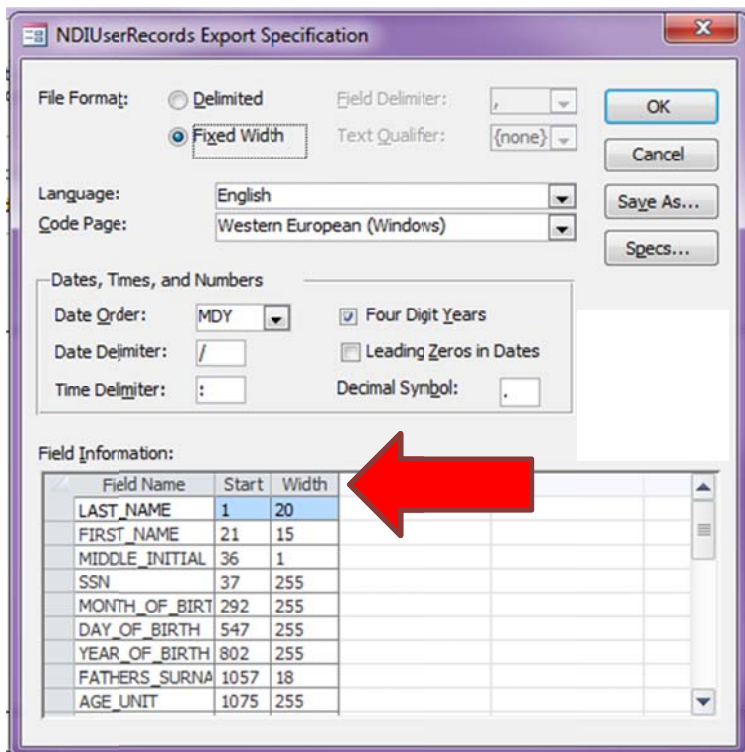 NDIUserRecords Export Specification
File Format: Delimited Field Delimiter: , OK
Fixed Width Text Qualifer: {none} Cancel
Language: English Save As...
Code Page: Western European (Windows) Specs...
Dates, Tmes, and Numbers
Date Order: MDY Four Digit Years
Date Delmiter: / Leading Zeros in Dates
Time Delmiter: : Decimal Symbol: .
Field Information:
Field Name Start Width
LAST_NAME 1 20
FIRST_NAME 21 15
MIDDLE_INITIAL 36 1
SSN 37 255
MONTH_OF_BIRT 292 255
DAY_OF_BIRTH 547 255
YEAR_OF_BIRTH 802 255
FATHERS_SURNA 1057 18
AGE_UNIT 1075 255